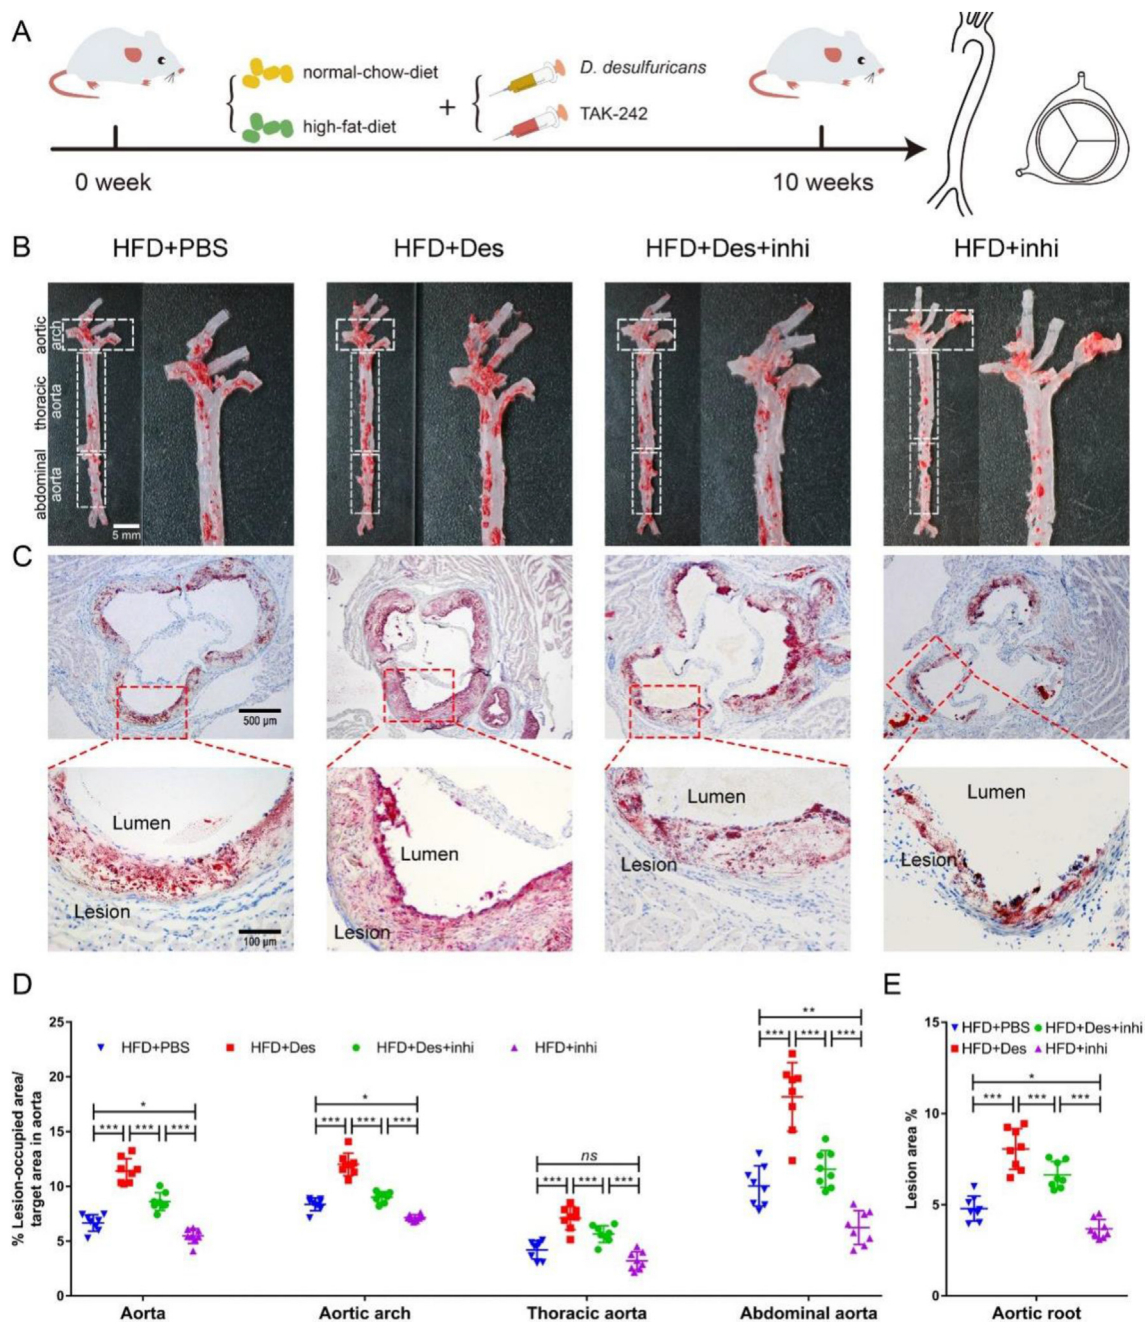 A
normal-chow-diet
high-fat-diet
+
D. desulfuricans
TAK-242
0 week
10 weeks
B
HFD+PBS
HFD+Des
HFD+Des+inhi
HFD+inhi
aortic
arch
thoracic
aorta
abdominal
aorta
5 mm
C
500 μm
Lumen
Lesion
100 μm
Lumen
Lesion
Lumen
Lesion
Lumen
Lesion
D
% Lesion-occupied area/
target area in aorta
25
20
15
10
5
0
HFD+PBS
HFD+Des
HFD+Des+inhi
HFD+inhi
*
*** *** ***
*
*** *** ***
ns
*** *** ***
**
*** *** ***
Aorta
Aortic arch
Thoracic aorta
Abdominal aorta
E
Lesion area %
15
10
5
0
HFD+PBS HFD+Des+inhi
HFD+Des HFD+inhi
*
*** *** ***
Aortic root